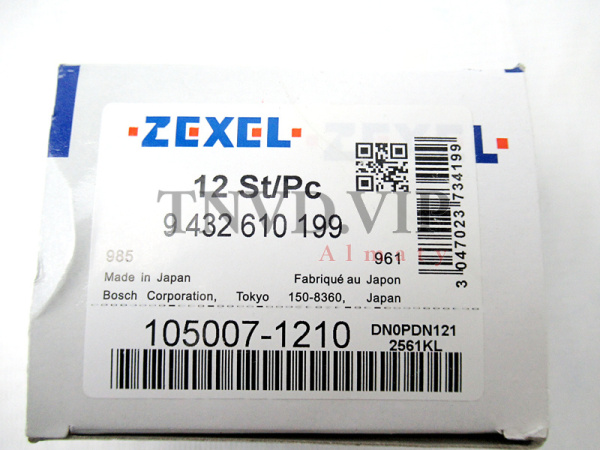 ZEXEL
ZEXEL
12 St/Pc
TNVD.VIP
9 432 610 199
Almaty
985
961
Made in Japan Fabriqué au Japon
Bosch Corporation, Tokyo 150-8360, Japan
105007-1210 DN0PDN121
2561KL
3 047023 734199